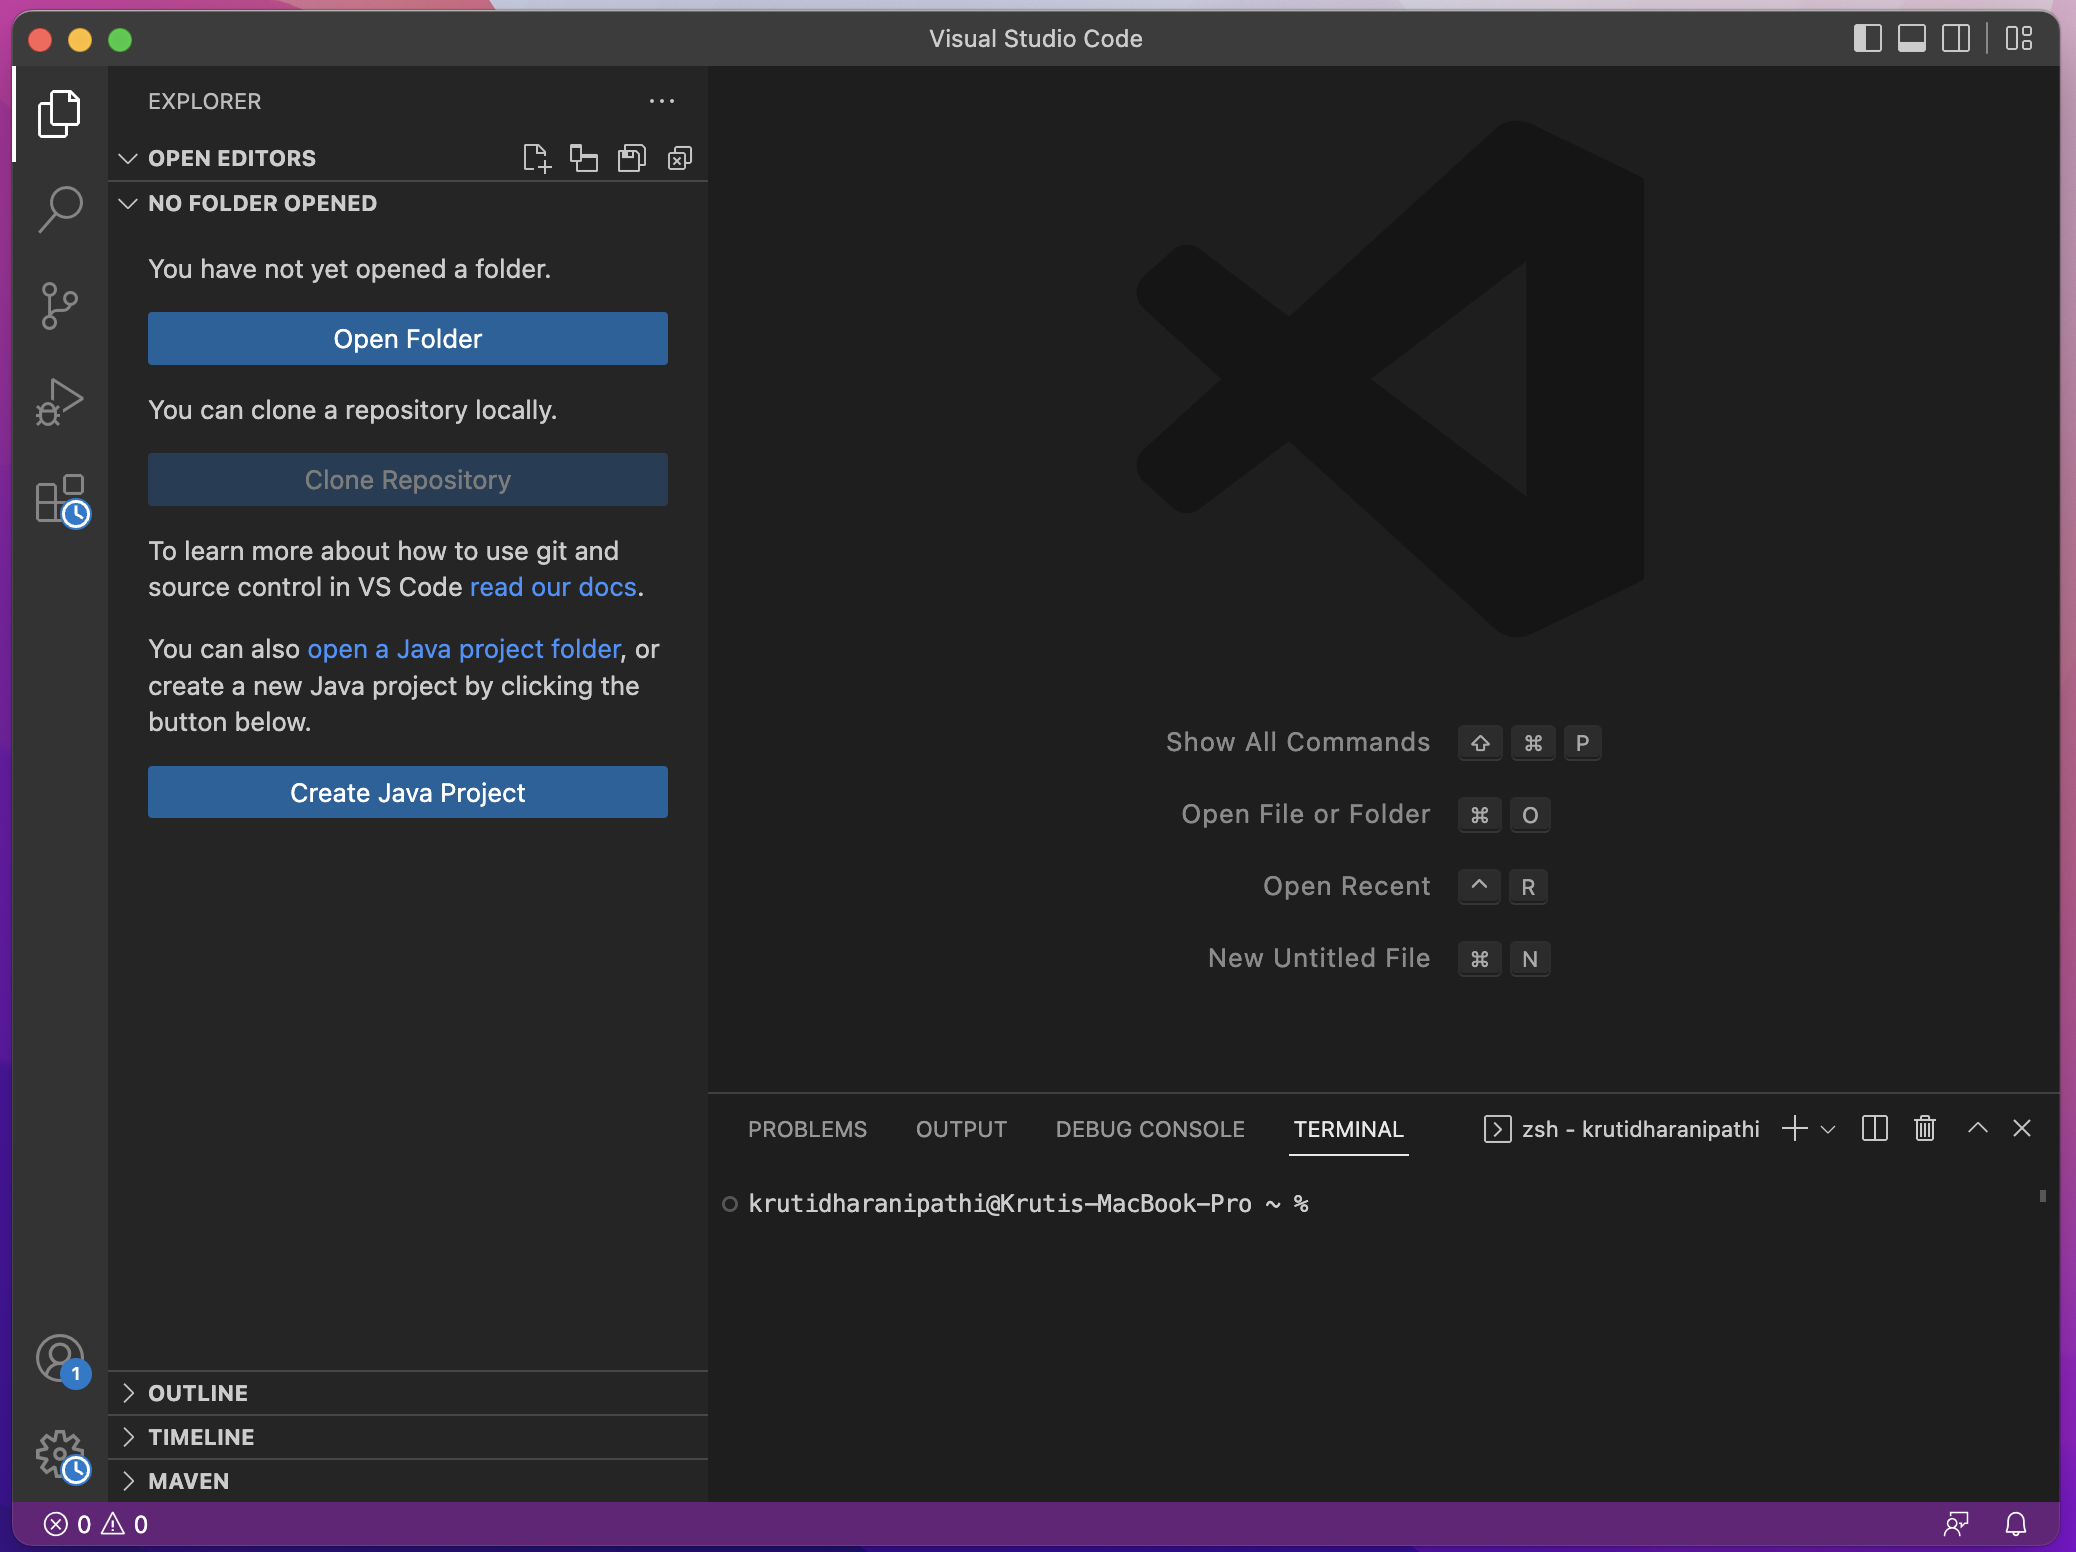 Visual Studio Code
EXPLORER
OPEN EDITORS
NO FOLDER OPENED
You have not yet opened a folder.
Open Folder
You can clone a repository locally.
Clone Repository
To learn more about how to use git and
source control in VS Code read our docs.
You can also open a Java project folder, or
create a new Java project by clicking the
button below.
Create Java Project
OUTLINE
TIMELINE
MAVEN
Show All Commands ⇧ ⌘ P
Open File or Folder ⌘ O
Open Recent ^ R
New Untitled File ⌘ N
PROBLEMS OUTPUT DEBUG CONSOLE TERMINAL zsh - krutidharanipathi
krutidharanipathi@Krutis-MacBook-Pro ~ %
1
0 0